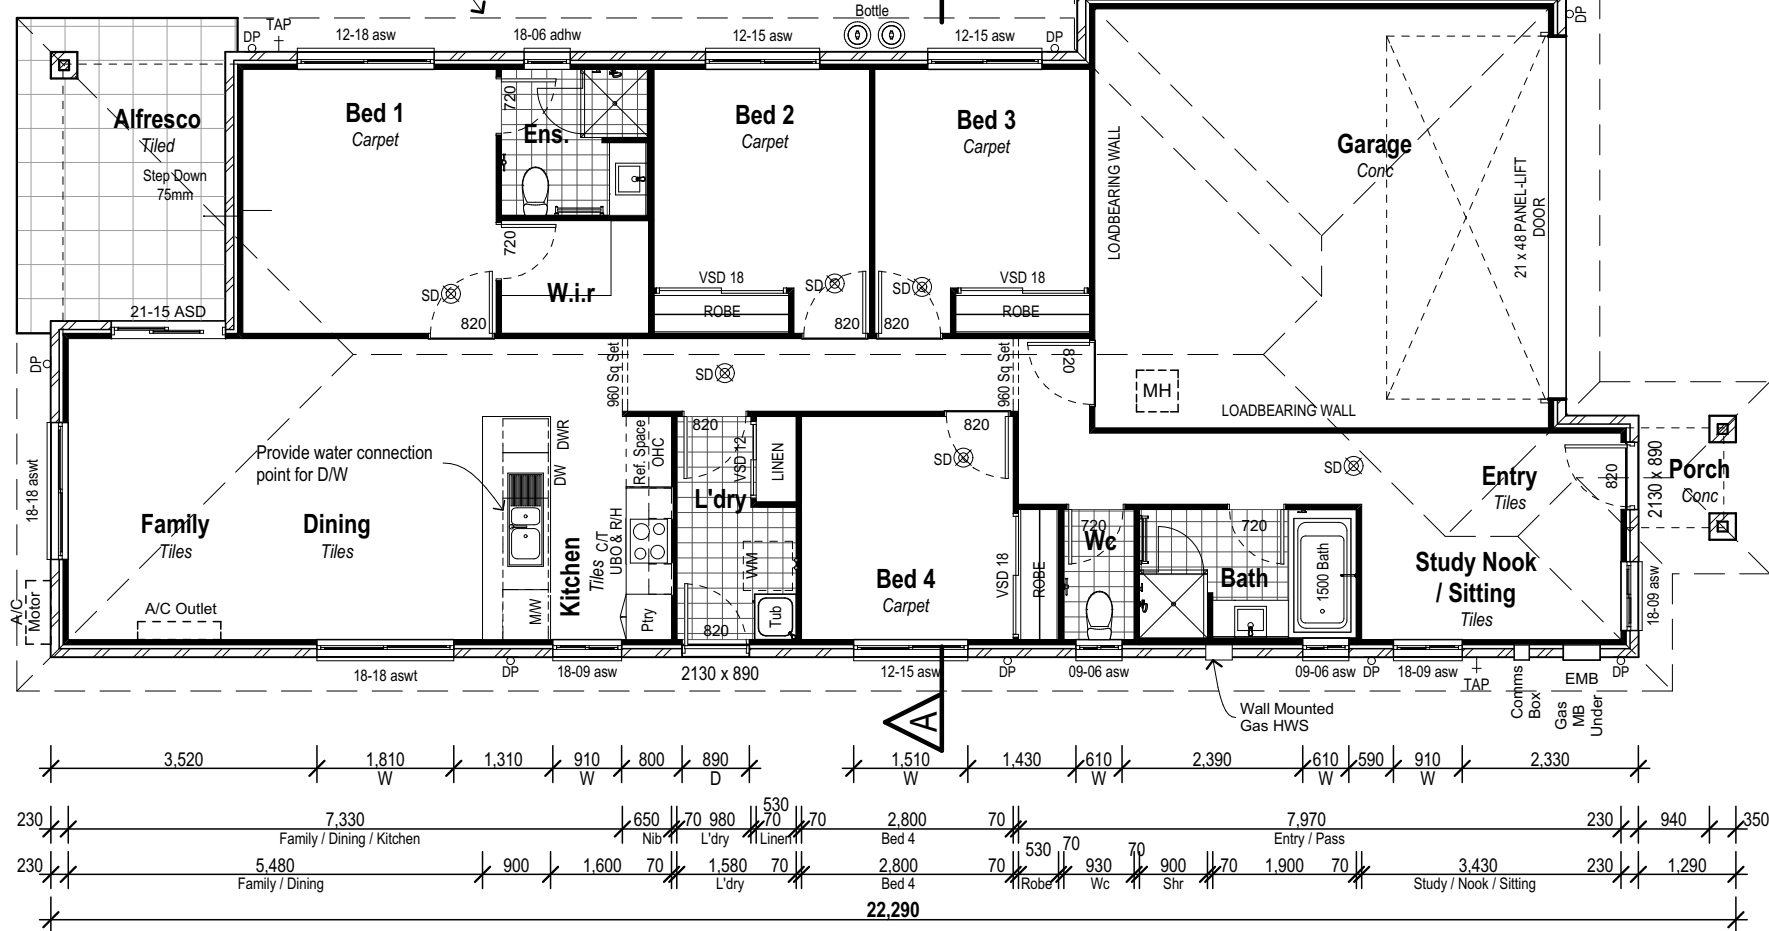 Bottle
DP
TAP
12-18 asw
18-06 adhw
12-15 asw
12-15 asw
DP
DP
Alfresco
Tiled
Step Down
75mm
Bed 1
Carpet
720
Ens.
Bed 2
Carpet
Bed 3
Carpet
LOADBEARING WALL
Garage
Conc
21 x 48 PANEL-LIFT
DOOR
720
W.i.r
SD
820
VSD 18
ROBE
SD
820
SD
820
VSD 18
ROBE
21-15 ASD
DP
960 Sq Set
SD
960 Sq Set
820
MH
LOADBEARING WALL
18-18 aswt
Provide water connection
point for D/W
DWR
DW
Ref. Space
OHC
820
VSD 12
LINEN
820
SD
SD
Entry
Tiles
820
2130 x 890
Porch
Conc
Family
Tiles
Dining
Tiles
Kitchen
Tiles C/T
UBO & R/H
L'dry
WM
Bed 4
Carpet
VSD 18
ROBE
720
Wc
720
Bath
1500 Bath
Study Nook
/ Sitting
Tiles
18-09 asw
A/C
Motor
A/C Outlet
M/W
Ptry
820
Tub
18-18 aswt
DP
18-09 asw
2130 x 890
12-15 asw
DP
09-06 asw
09-06 asw
DP
18-09 asw
TAP
Comms
Box
EMB
Gas
MB
Under
DP
Wall Mounted
Gas HWS
A
3,520
1,810
1,310
910
800
890
1,510
1,430
610
2,390
610
590
910
2,330
W
W
D
W
W
W
W
230
7,330
650
70
980
530
70
70
2,800
70
7,970
230
940
350
Family / Dining / Kitchen
Nib
L'dry
Linen
Bed 4
Entry / Pass
230
5,480
900
1,600
70
1,580
70
2,800
70
530
70
930
70
900
70
1,900
70
3,430
230
1,290
Family / Dining
L'dry
Bed 4
Robe
Wc
Shr
Study / Nook / Sitting
22,290